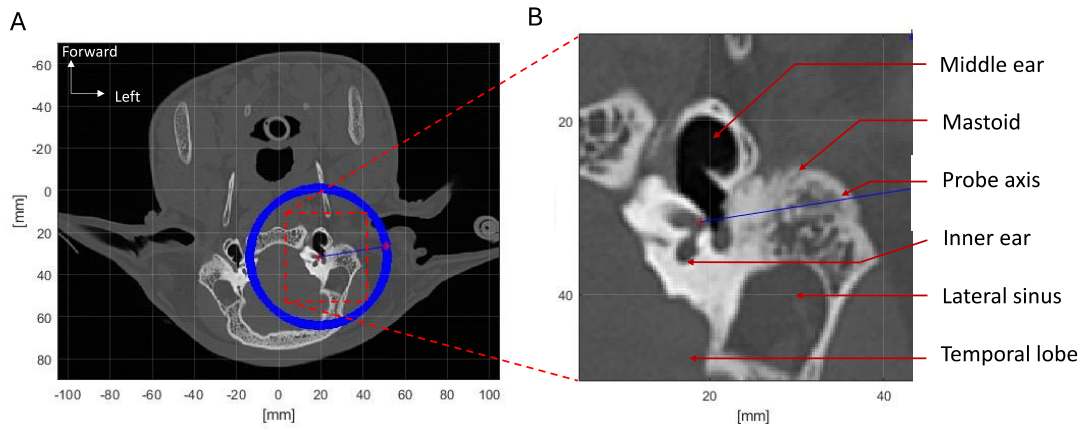 A
B
Forward
Left
-60
-40
-20
0
20
40
60
80
[mm]
-100 -80 -60 -40 -20 0 20 40 60 80 100
[mm]
20
40
20 40
[mm]
Middle ear
Mastoid
Probe axis
Inner ear
Lateral sinus
Temporal lobe